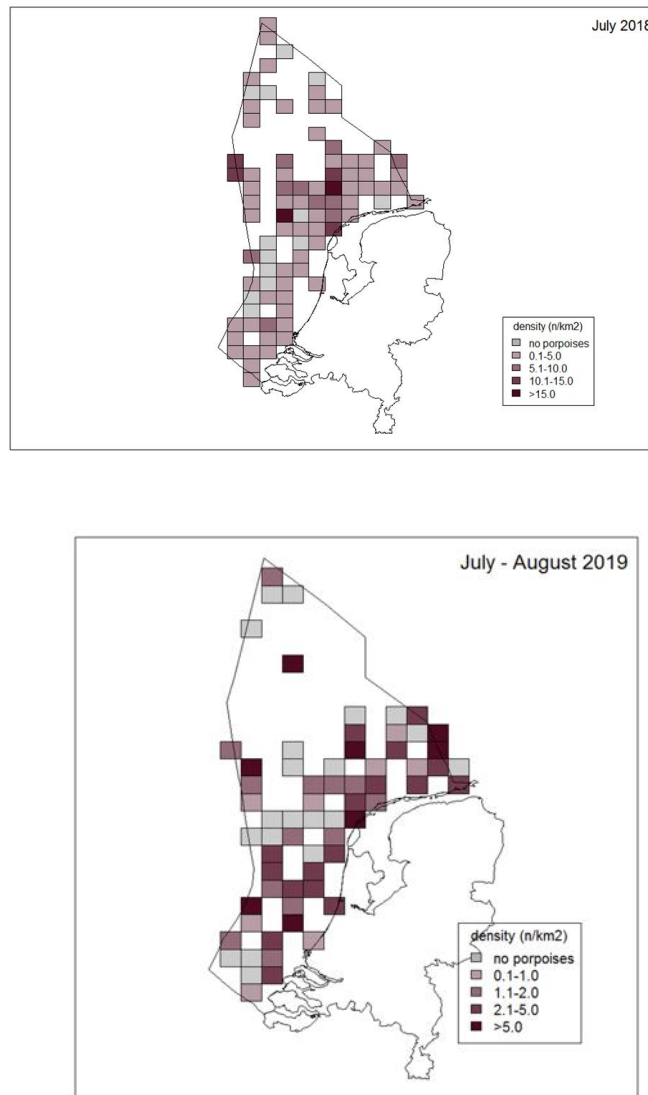 July 2018
density (n/km2)
no porpoises
0.1-5.0
5.1-10.0
10.1-15.0
>15.0
July - August 2019
density (n/km2)
no porpoises
0.1-1.0
1.1-2.0
2.1-5.0
>5.0